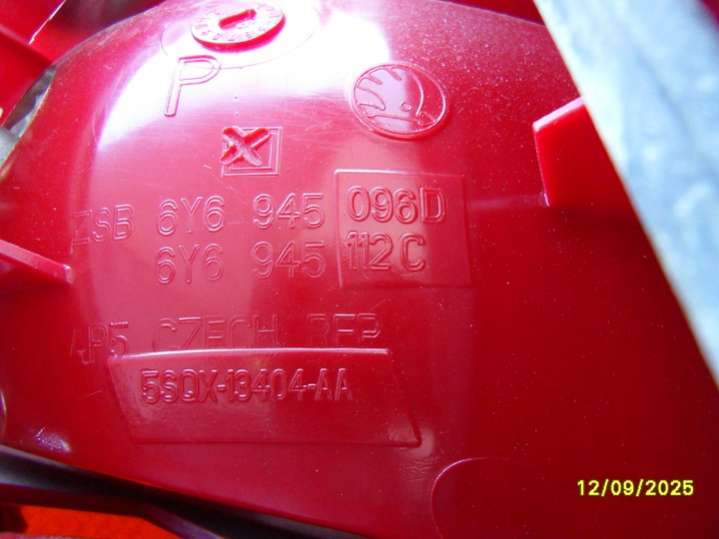 P
X
ZSB 6Y6 945 096D
6Y6 945 112C
CZECH REP
5SQX-13404-AA
12/09/2025